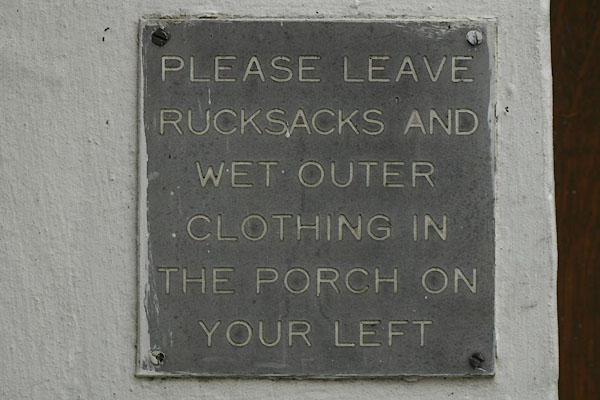 PLEASE LEAVE
RUCKSACKS AND
WET OUTER
CLOTHING IN
THE PORCH ON
YOUR LEFT